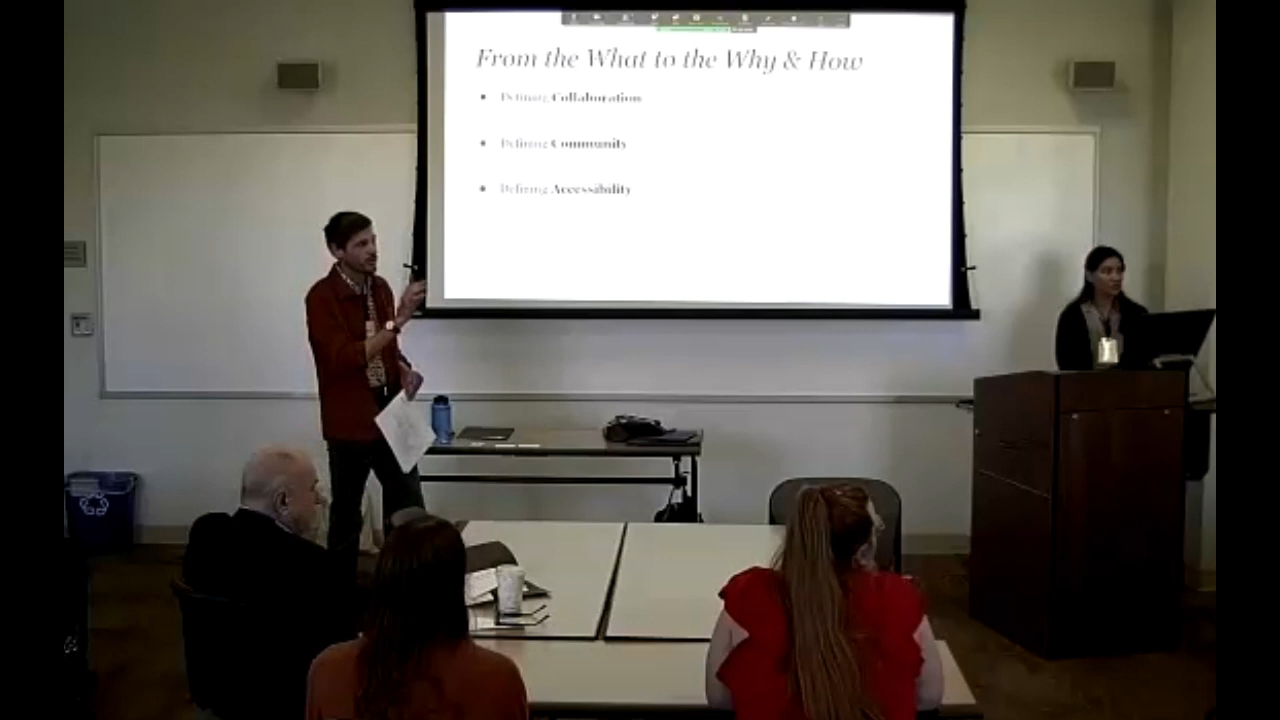 From the What to the Why & How
• Defining Collaboration
• Defining Community
• Defining Accessibility